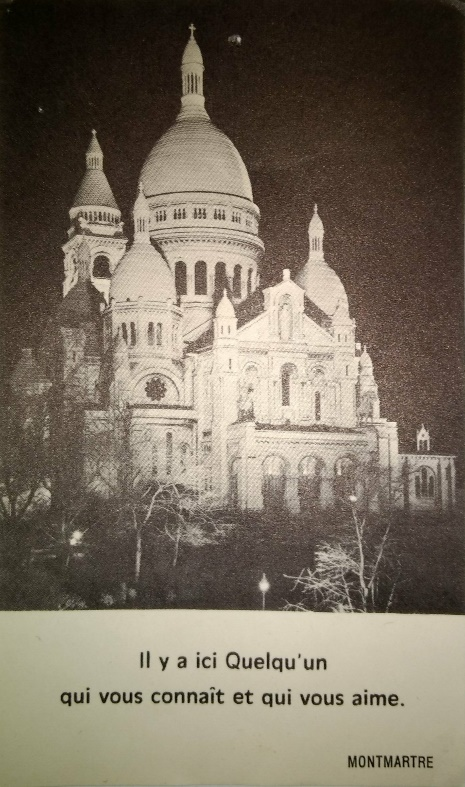 Il y a ici Quelqu'un
qui vous connaît et qui vous aime.
MONTMARTRE